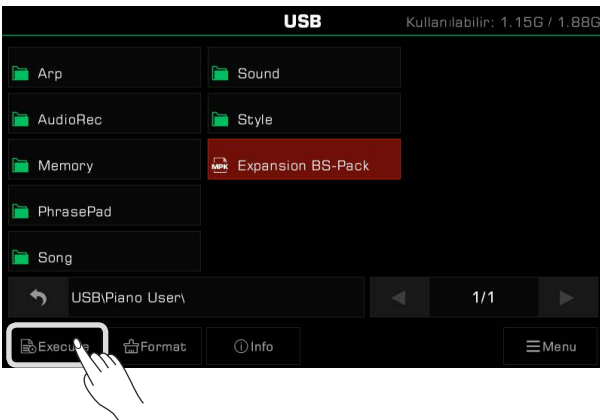 USB
Kullanılabilir: 1.15G / 1.88G
Arp
Sound
AudioRec
Style
Memory
MPK Expansion BS-Pack
PhrasePad
Song
USB\Piano User\
1/1
Execute
Format
Info
Menu